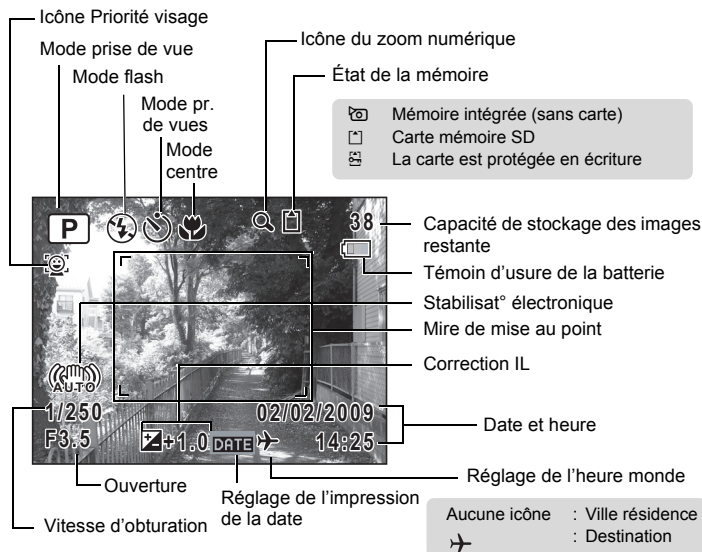 Icône Priorité visage
Mode prise de vue
Mode flash
Mode pr.
de vues
Mode
centre
Icône du zoom numérique
État de la mémoire
Mémoire intégrée (sans carte)
Carte mémoire SD
La carte est protégée en écriture
P
38
Capacité de stockage des images
restante
Témoin d'usure de la batterie
Stabilisat° électronique
Mire de mise au point
Correction IL
AUTO
1/250
02/02/2009
Date et heure
F3.5
+1.0
DATE
14:25
Réglage de l'heure monde
Ouverture
Réglage de l'impression
de la date
Vitesse d'obturation
Aucune icône : Ville résidence
: Destination